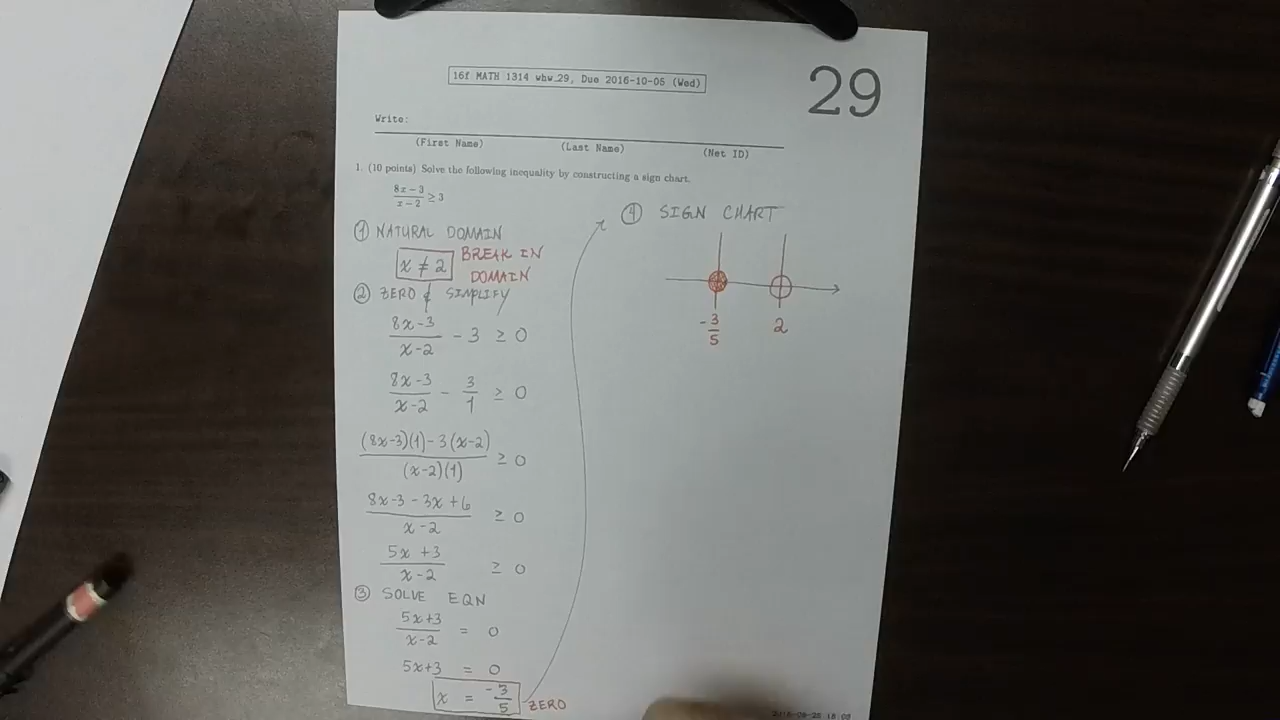 16f MATH 1314 whw_29, Due 2016-10-05 (Wed)
29
Write:
(First Name) (Last Name) (Net ID)
1. (10 points) Solve the following inequality by constructing a sign chart.
(8x − 3)/(x − 2) ≥ 3
① NATURAL DOMAIN
x ≠ 2 BREAK IN
DOMAIN
② ZERO & SIMPLIFY
(8x-3)/(x-2) - 3 ≥ 0
(8x-3)/(x-2) - 3/1 ≥ 0
((8x-3)(1)-3(x-2))/((x-2)(1)) ≥ 0
(8x-3-3x+6)/(x-2) ≥ 0
(5x+3)/(x-2) ≥ 0
③ SOLVE EQN
(5x+3)/(x-2) = 0
5x+3 = 0
x = -3/5 ZERO
④ SIGN CHART
-3/5 2